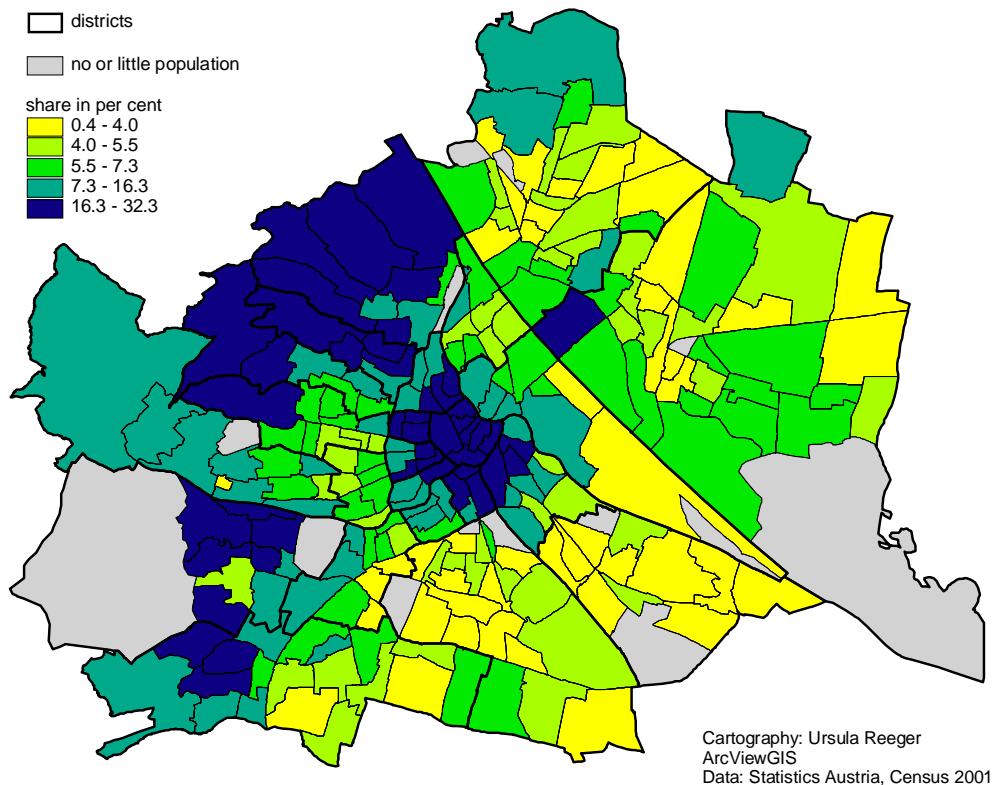 districts
no or little population
share in per cent
0.4 - 4.0
4.0 - 5.5
5.5 - 7.3
7.3 - 16.3
16.3 - 32.3
Cartography: Ursula Reeger
ArcViewGIS
Data: Statistics Austria, Census 2001